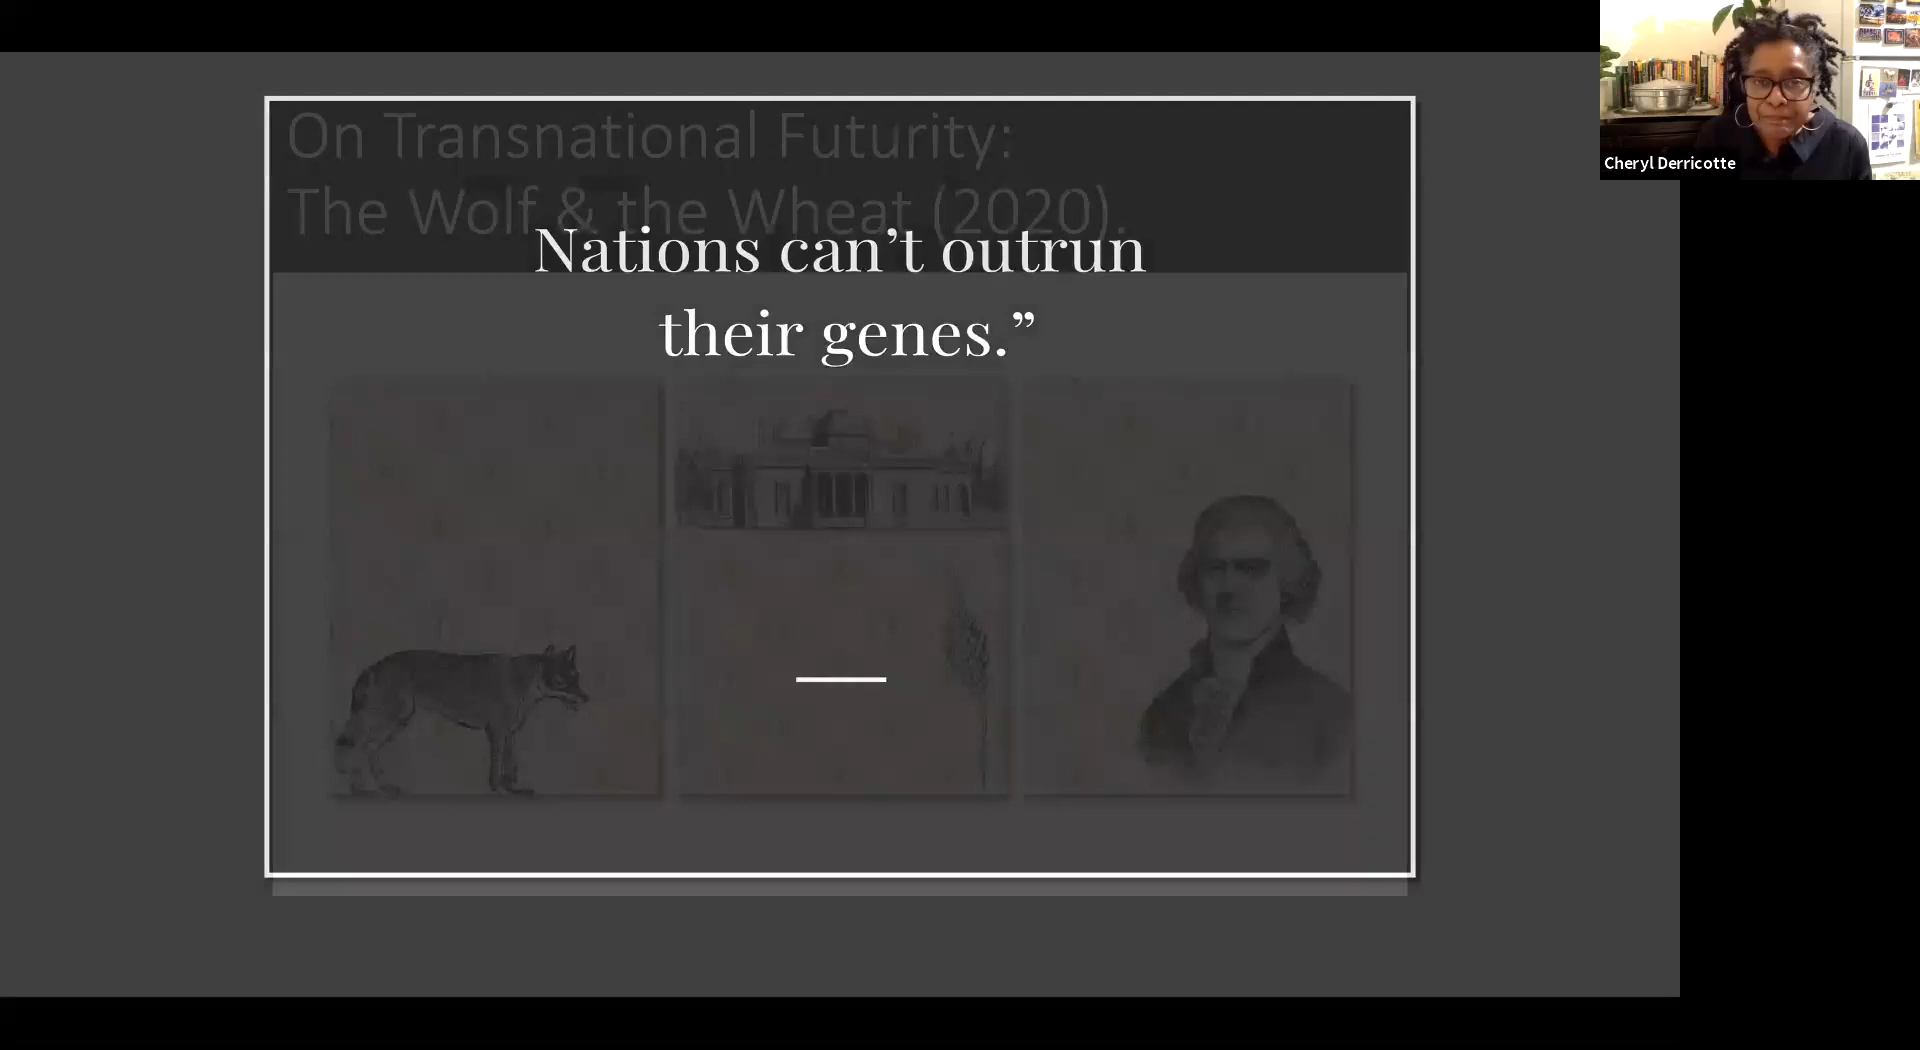 On Transnational Futurity:
The Wolf & the Wheat (2020).
Nations can’t outrun
their genes.”
Cheryl Derricotte